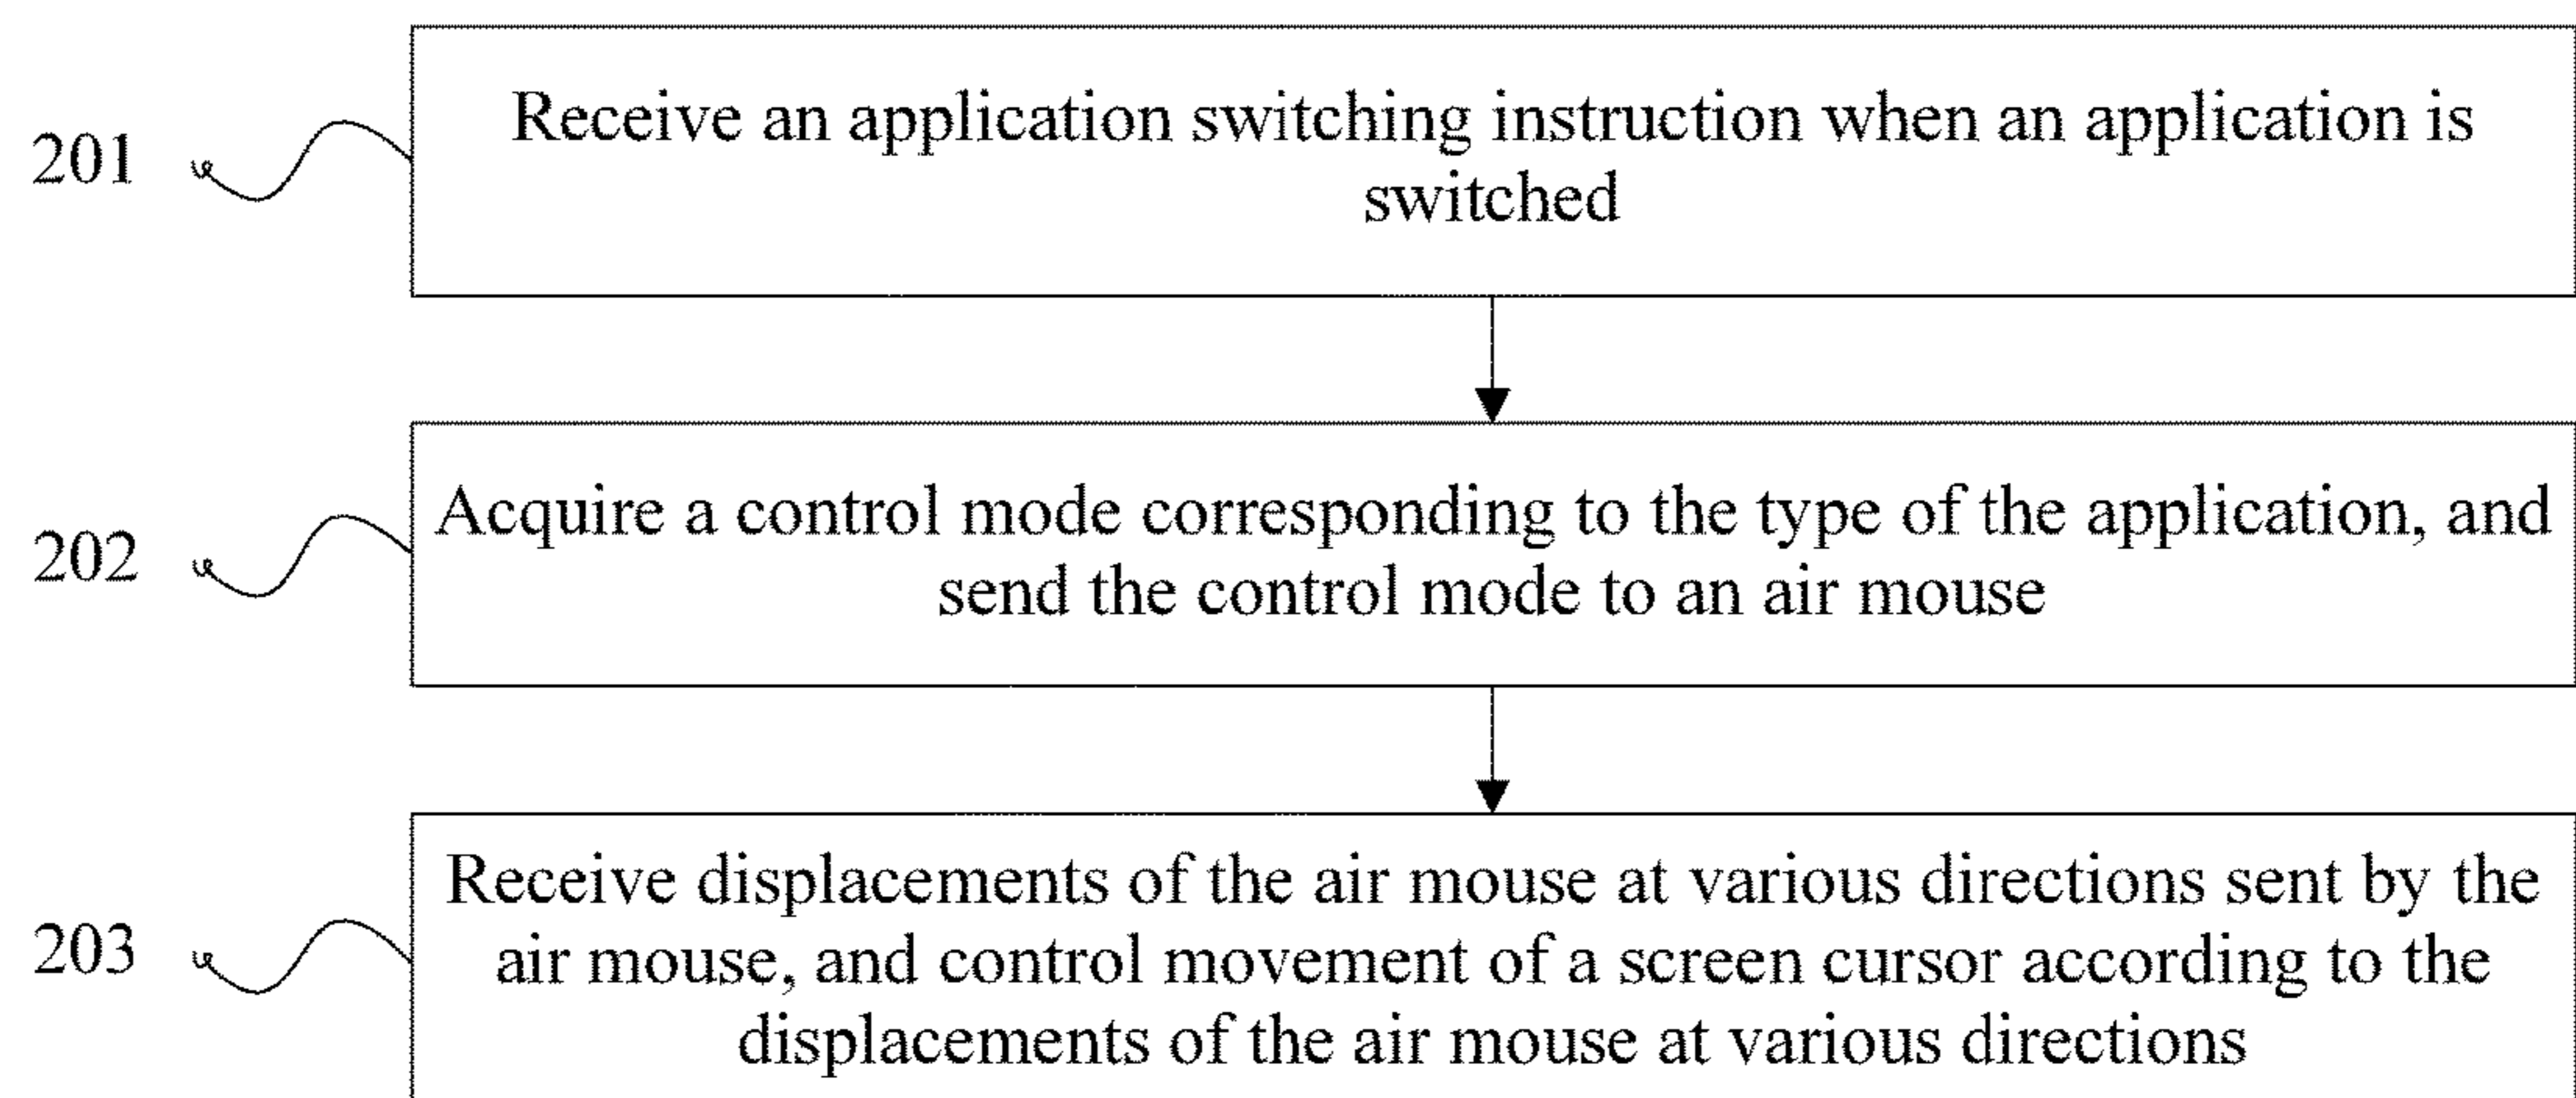 201
Receive an application switching instruction when an application is
switched
202
Acquire a control mode corresponding to the type of the application, and
send the control mode to an air mouse
203
Receive displacements of the air mouse at various directions sent by the
air mouse, and control movement of a screen cursor according to the
displacements of the air mouse at various directions